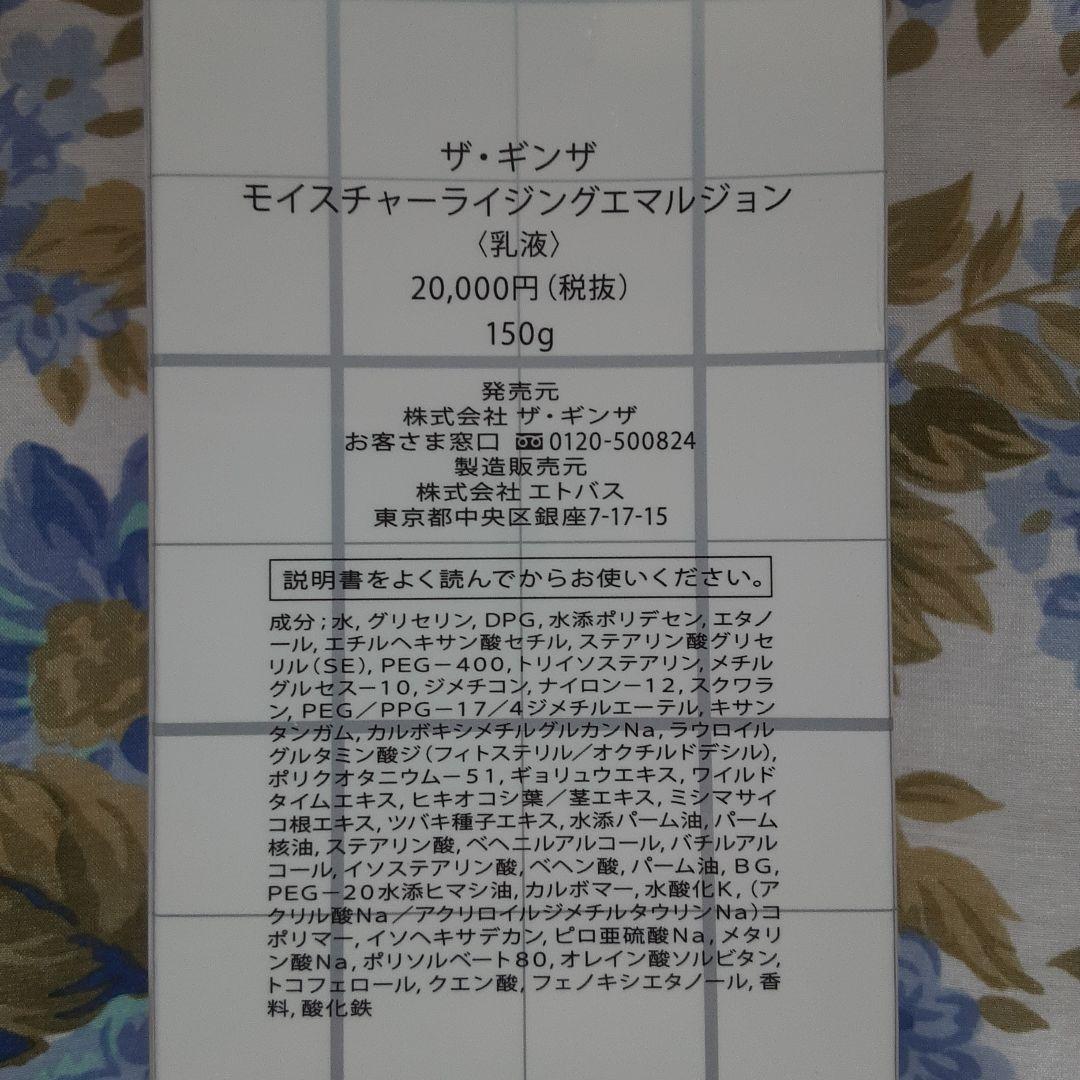 ザ・ギンザ
モイスチャーライジングエマルジョン
〈乳液〉
20,000円(税抜)
150g
発売元
株式会社 ザ・ギンザ
お客さま窓口 0120-500824
製造販売元
株式会社 エトバス
東京都中央区銀座7-17-15
説明書をよく読んでからお使いください。
成分;水, グリセリン, DPG, 水添ポリデセン, エタノ
ール, エチルヘキサン酸セチル, ステアリン酸グリセ
リル(SE), PEG-400, トリイソステアリン, メチル
グルセスー10, ジメチコン, ナイロン-12, スクワラ
ン, PEG/PPG-17/4ジメチルエーテル, キサン
タンガム, カルボキシメチルグルカンNa, ラウロイル
グルタミン酸ジ(フィトステリル/オクチルドデシル),
ポリクオタニウム-51, ギョリュウエキス, ワイルド
タイムエキス, ヒキオコシ葉/茎エキス, ミシマサイ
コ根エキス, ツバキ種子エキス, 水添パーム油, パーム
核油, ステアリン酸, ベヘニルアルコール, バチルアル
コール, イソステアリン酸, ベヘン酸, パーム油, BG,
PEG-20水添ヒマシ油, カルボマー, 水酸化K, (ア
クリル酸Na/アクリロイルジメチルタウリンNa)コ
ポリマー, イソヘキサデカン, ピロ亜硫酸Na, メタリ
ン酸Na, ポリソルベート80, オレイン酸ソルビタン,
トコフェロール, クエン酸, フェノキシエタノール, 香
料, 酸化鉄